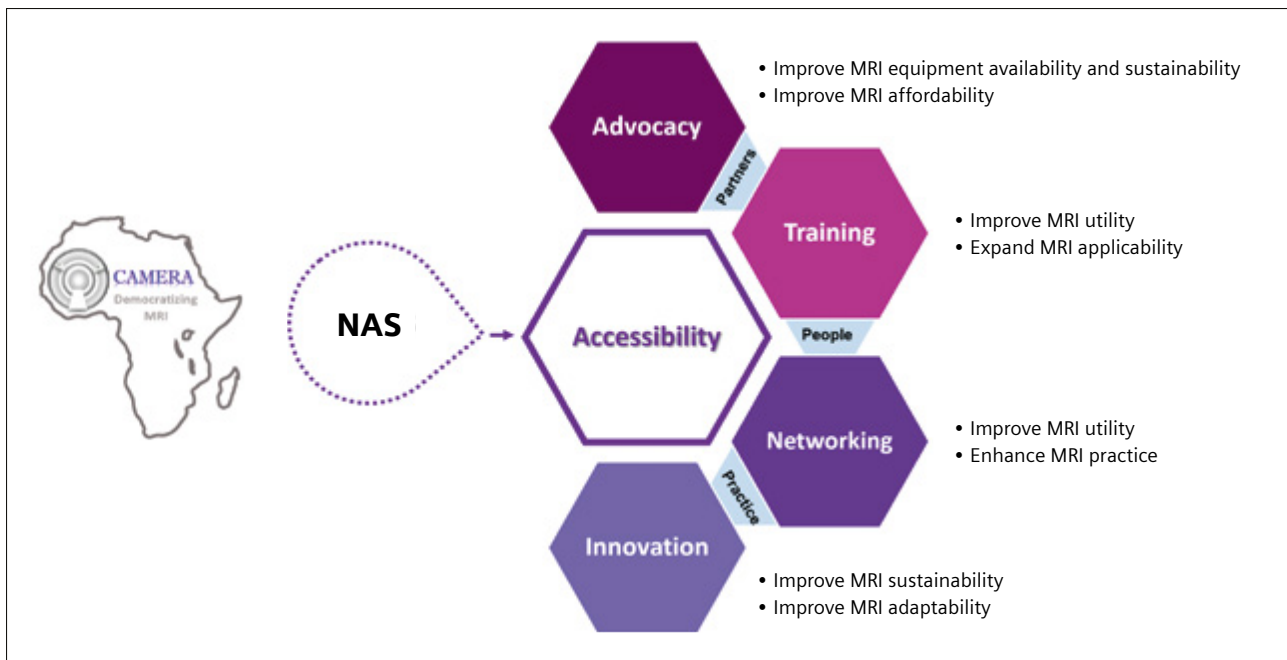 Advocacy
• Improve MRI equipment availability and sustainability
• Improve MRI affordability
Partners
Training
• Improve MRI utility
• Expand MRI applicability
CAMERA
Democratizing
MRI
NAS
Accessibility
People
Networking
• Improve MRI utility
• Enhance MRI practice
Practice
Innovation
• Improve MRI sustainability
• Improve MRI adaptability